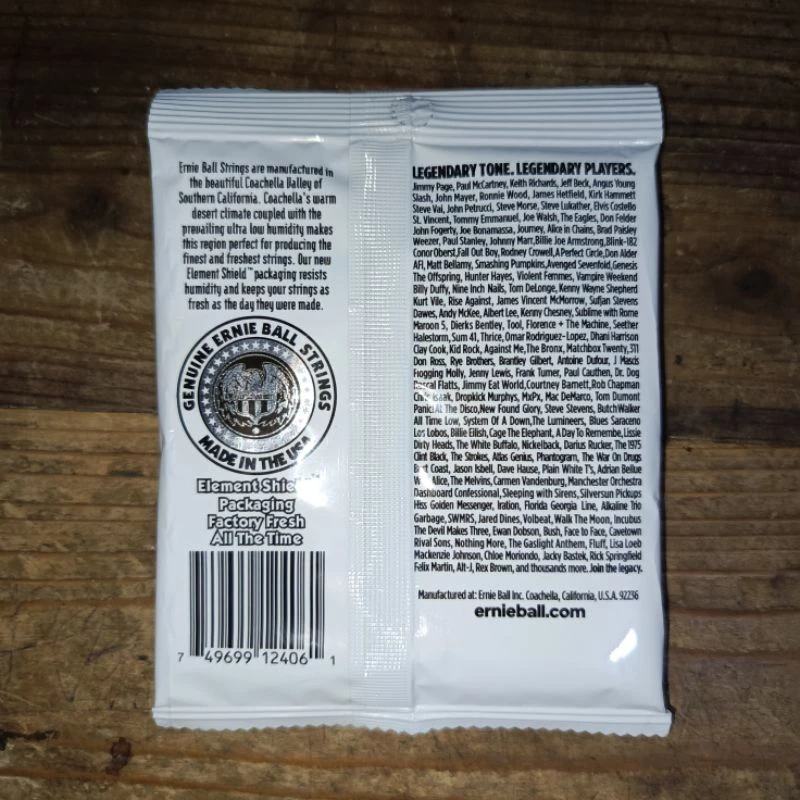 Ernie Ball Strings are manufactured in
the beautiful Coachella Valley of
Southern California. Coachella's warm
desert climate coupled with the
prevailing ultra low humidity makes
this region perfect for producing the
finest and freshest strings. Our new
Element Shield™ packaging resists
humidity and keeps your strings as
fresh as the day they were made.
GENUINE ERNIE BALL STRINGS
MADE IN THE USA
Element
Packaging
Factory Fresh
All The Time
7 49699 12406 1
LEGENDARY TONE. LEGENDARY PLAYERS.
Jimmy Page, Paul McCartney, Keith Richards, Jeff Beck, Angus Young
Slash, John Mayer, Ronnie Wood, James Hetfield, Kirk Hammett
Steve Vai, John Petrucci, Steve Morse, Steve Lukather, Elvis Costello
St. Vincent, Tommy Emmanuel, Joe Walsh, The Eagles, Don Felder
John Fogerty, Joe Bonamassa, Journey, Alice in Chains, Brad Paisley
Weezer, Paul Stanley, Johnny Marr, Billie Joe Armstrong, Blink-182
Conor Oberst, Fall Out Boy, Rodney Crowell, A Perfect Circle, Don Alder
AFI, Matt Bellamy, Smashing Pumpkins, Avenged Sevenfold, Genesis
The Offspring, Hunter Hayes, Violent Femmes, Vampire Weekend
Billy Duffy, Nine Inch Nails, Tom DeLonge, Kenny Wayne Shepherd
Kurt Vile, Rise Against, James Vincent McMorrow, Sufjan Stevens
Dawes, Andy McKee, Albert Lee, Kenny Chesney, Sublime with Rome
Maroon 5, Dierks Bentley, Tool, Florence + The Machine, Seether
Halestorm, Sum 41, Thrice, Omar Rodriguez-Lopez, Dhani Harrison
Clay Cook, Kid Rock, Against Me, The Bronx, Matchbox Twenty, 311
Don Ross, Rye Brothers, Brantley Gilbert, Antoine Dufour, J Mascis
Flogging Molly, Jenny Lewis, Frank Turner, Paul Cauthen, Dr. Dog
Rascal Flatts, Jimmy Eat World, Courtney Barnett, Rob Chapman
Chris Isaak, Dropkick Murphys, MxPx, Mac DeMarco, Tom Dumont
Panic! At The Disco, New Found Glory, Steve Stevens, Butch Walker
All Time Low, System Of A Down, The Lumineers, Blues Saraceno
Los Lobos, Billie Eilish, Cage The Elephant, A Day To Remember, Lissie
Dirty Heads, The White Buffalo, Nickelback, Darius Rucker, The 1975
Clint Black, The Strokes, Atlas Genius, Phantogram, The War On Drugs
Coast, Jason Isbell, Dave Hause, Plain White T's, Adrian Bellue
Alice, The Melvins, Carmen Vandenburg, Manchester Orchestra
Dashboard Confessional, Sleeping with Sirens, Silversun Pickups
Hiss Golden Messenger, Iration, Florida Georgia Line, Alkaline Trio
Garbage, SWMRS, Jared Dines, Volbeat, Walk The Moon, Incubus
The Devil Makes Three, Ewan Dobson, Bush, Face to Face, Cavetown
Rival Sons, Nothing More, The Gaslight Anthem, Fluff, Lisa Loeb
Mackenzie Johnson, Chloe Moriondo, Jacky Bastek, Rick Springfield
Felix Martin, Alt-J, Rex Brown, and thousands more. Join the legacy.
Manufactured at: Ernie Ball Inc. Coachella, California, U.S.A. 92236
ernieball.com